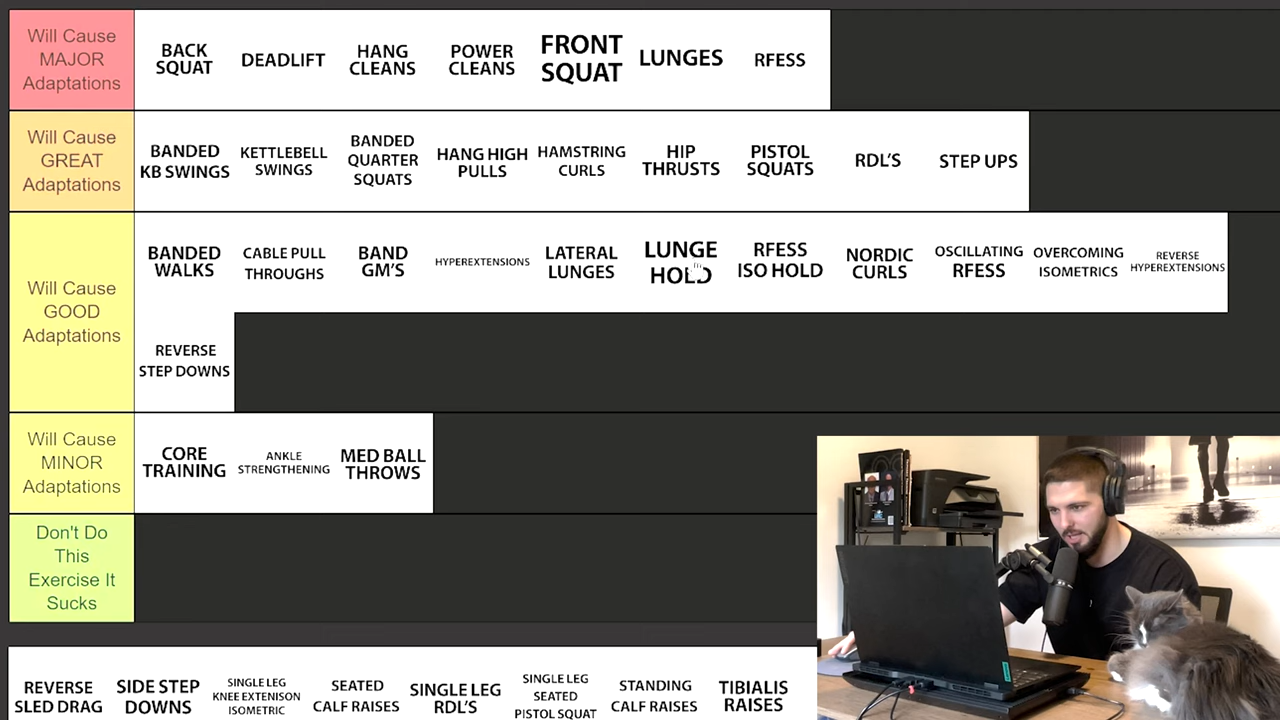 Will Cause
MAJOR
Adaptations
BACK
SQUAT
DEADLIFT
HANG
CLEANS
POWER
CLEANS
FRONT
SQUAT
LUNGES
RFESS
Will Cause
GREAT
Adaptations
BANDED
KB SWINGS
KETTLEBELL
SWINGS
BANDED
QUARTER
SQUATS
HANG HIGH
PULLS
HAMSTRING
CURLS
HIP
THRUSTS
PISTOL
SQUATS
RDL'S
STEP UPS
Will Cause
GOOD
Adaptations
BANDED
WALKS
CABLE PULL
THROUGHS
BAND
GM'S
HYPEREXTENSIONS
LATERAL
LUNGES
LUNGE
HOLD
RFESS
ISO HOLD
NORDIC
CURLS
OSCILLATING
RFESS
OVERCOMING
ISOMETRICS
REVERSE
HYPEREXTENSIONS
REVERSE
STEP DOWNS
Will Cause
MINOR
Adaptations
CORE
TRAINING
ANKLE
STRENGTHENING
MED BALL
THROWS
Don't Do
This
Exercise It
Sucks
REVERSE
SLED DRAG
SIDE STEP
DOWNS
SINGLE LEG
KNEE EXTENISON
ISOMETRIC
SEATED
CALF RAISES
SINGLE LEG
RDL'S
SINGLE LEG
SEATED
PISTOL SQUAT
STANDING
CALF RAISES
TIBIALIS
RAISES